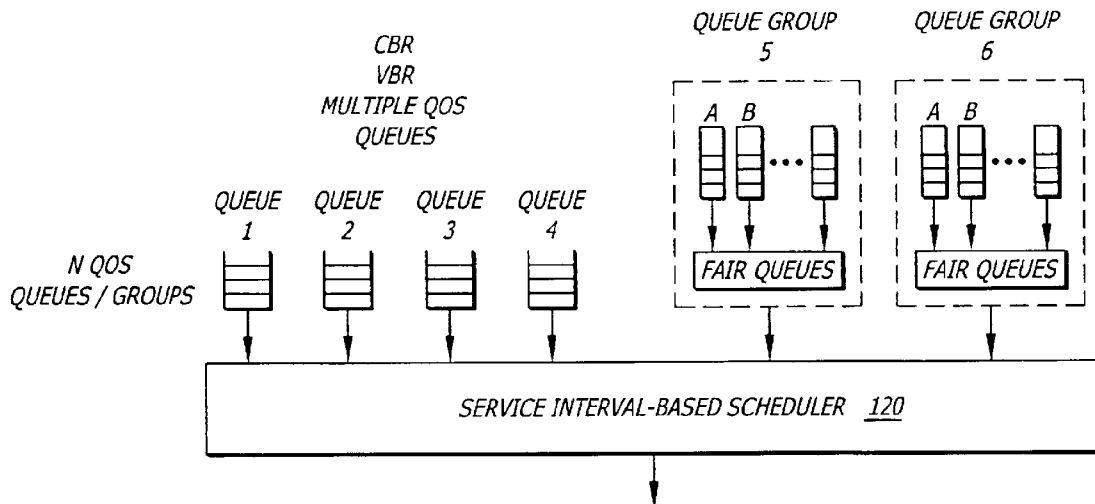 CBR
VBR
MULTIPLE QOS
QUEUES
QUEUE GROUP
5
QUEUE GROUP
6
A B
A B
QUEUE
1
QUEUE
2
QUEUE
3
QUEUE
4
FAIR QUEUES
FAIR QUEUES
N QOS
QUEUES / GROUPS
SERVICE INTERVAL-BASED SCHEDULER 120